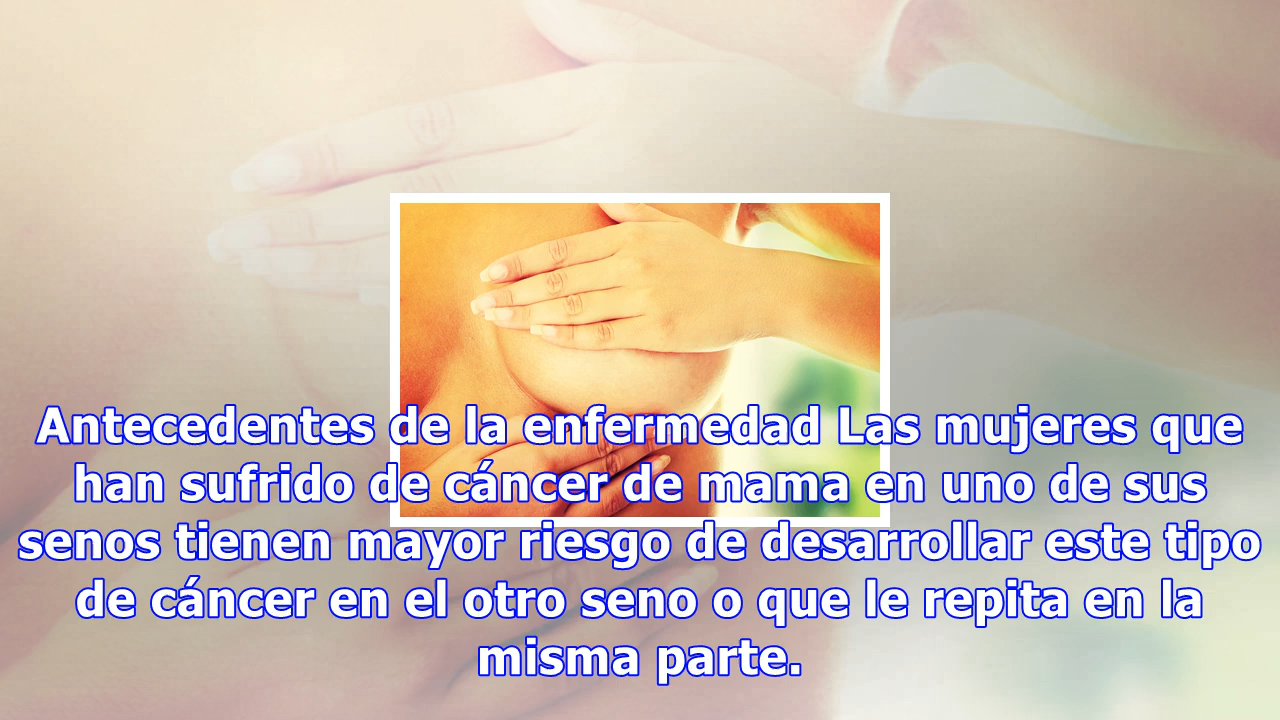 Antecedentes de la enfermedad Las mujeres que
han sufrido de cáncer de mama en uno de sus
senos tienen mayor riesgo de desarrollar este tipo
de cáncer en el otro seno o que le repita en la
misma parte.